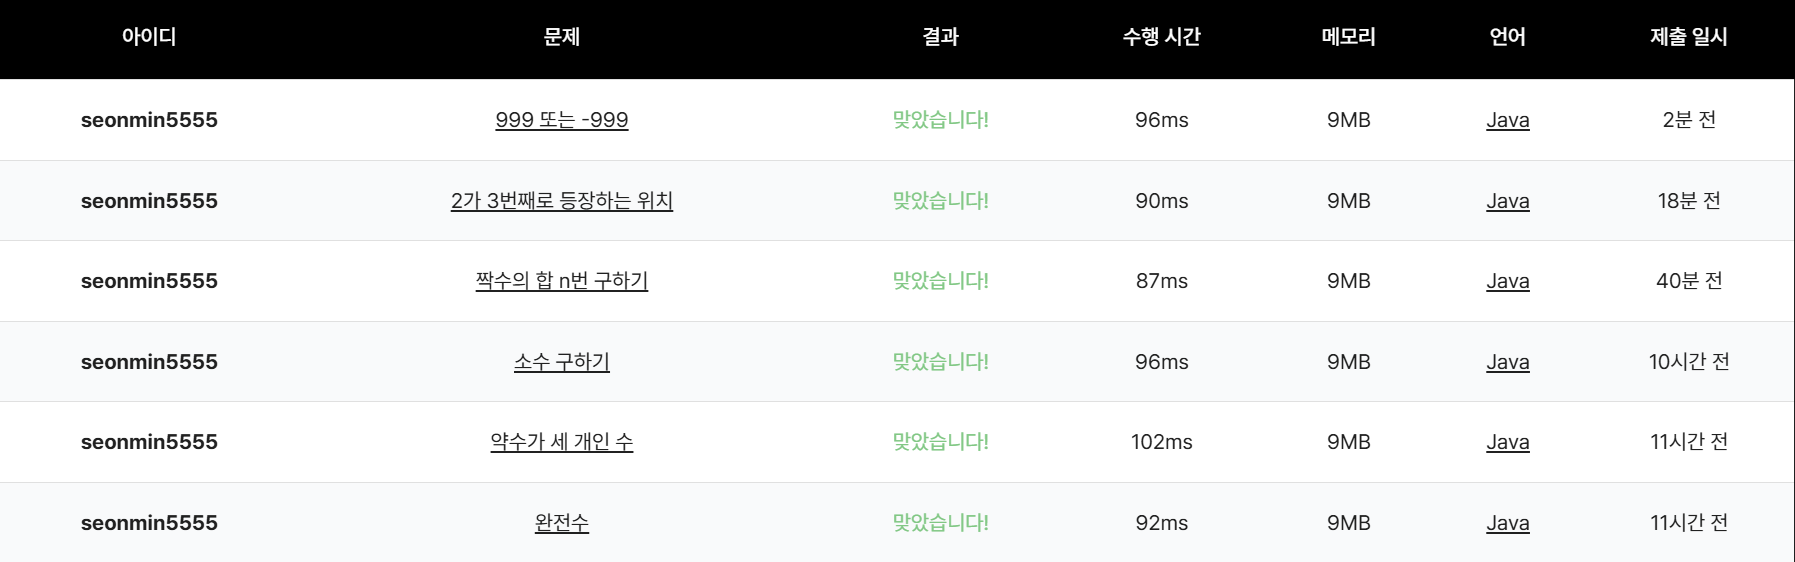 아이디 문제 결과 수행 시간 메모리 언어 제출 일시
seonmin5555 999 또는 -999 맞았습니다! 96ms 9MB Java 2분 전
seonmin5555 2가 3번째로 등장하는 위치 맞았습니다! 90ms 9MB Java 18분 전
seonmin5555 짝수의 합 n번 구하기 맞았습니다! 87ms 9MB Java 40분 전
seonmin5555 소수 구하기 맞았습니다! 96ms 9MB Java 10시간 전
seonmin5555 약수가 세 개인 수 맞았습니다! 102ms 9MB Java 11시간 전
seonmin5555 완전수 맞았습니다! 92ms 9MB Java 11시간 전